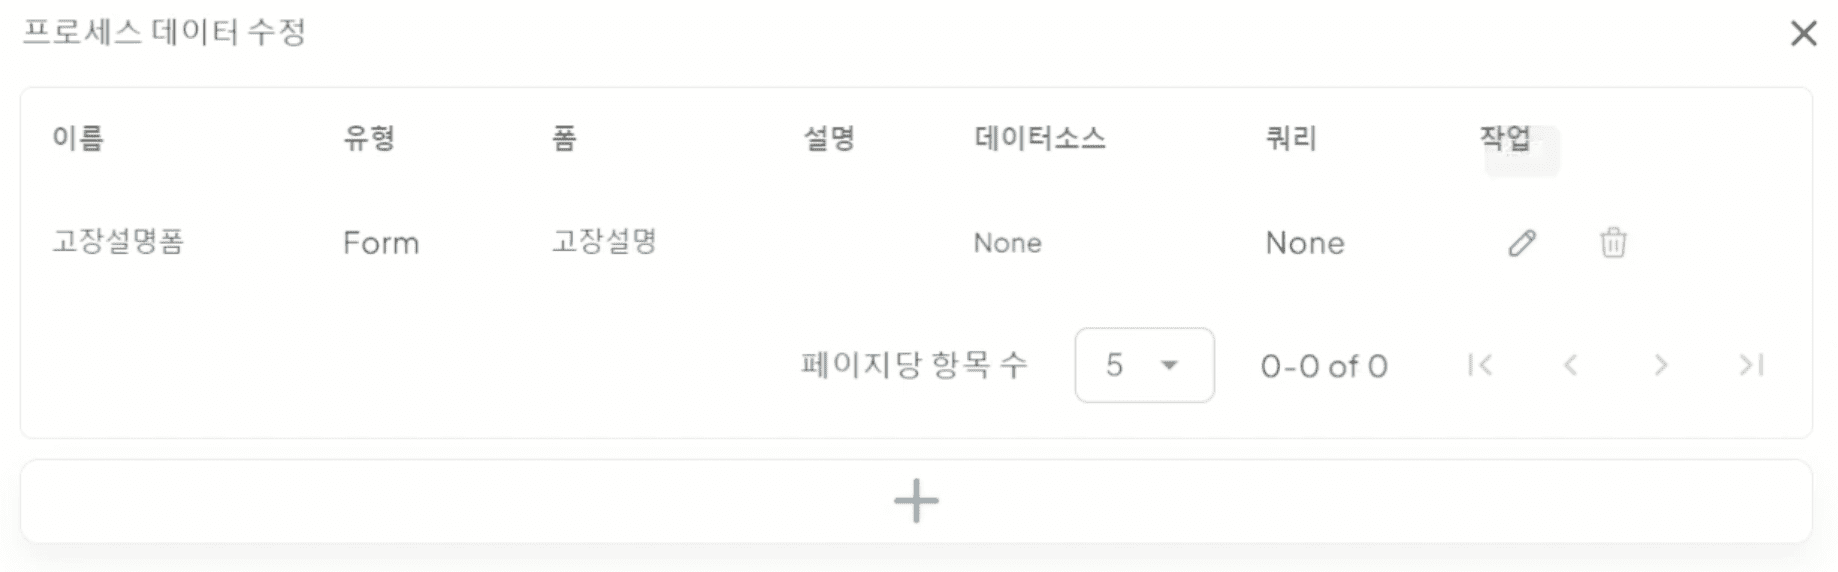 프로세스 데이터 수정
이름 유형 폼 설명 데이터소스 쿼리 작업
고장설명폼 Form 고장설명 None None
페이지당 항목 수 5 0-0 of 0